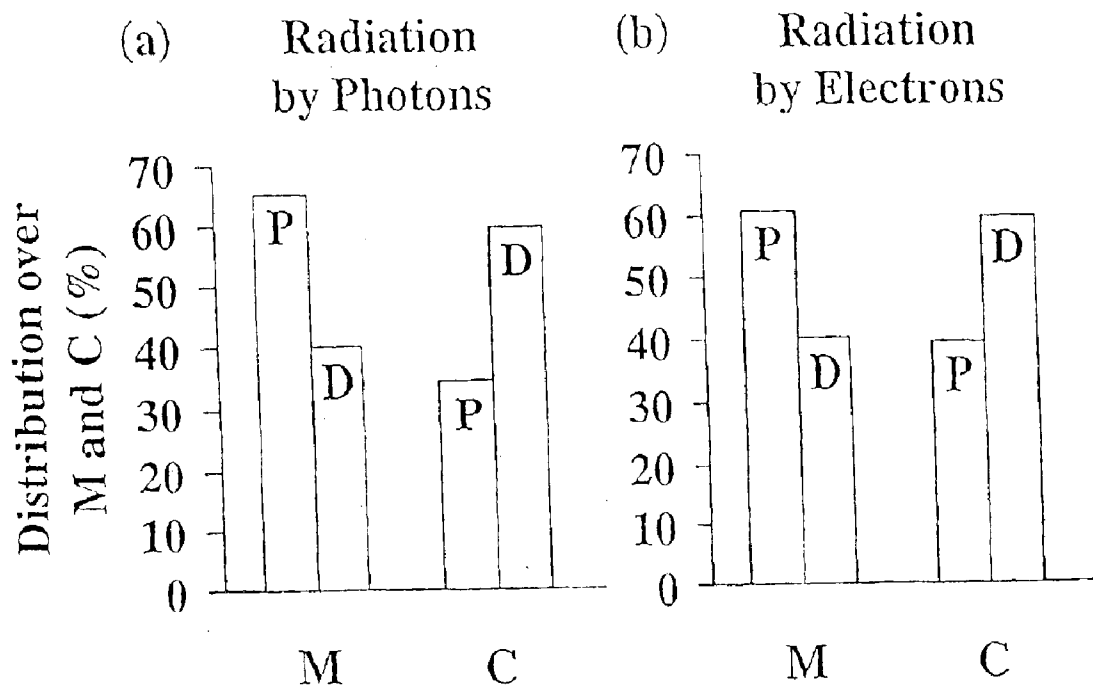 (a) Radiation
by Photons
(b) Radiation
by Electrons
Distribution over
M and C (%)
70
60
50
40
30
20
10
0
P
D
P
D
M C
70
60
50
40
30
20
10
0
P
D
P
D
M C